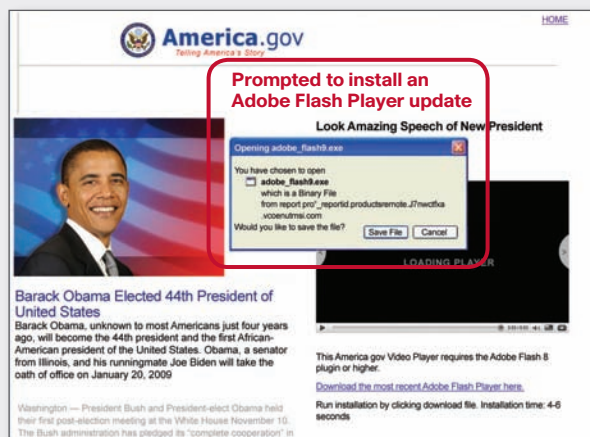 HOME
America.gov
Telling America's Story
Prompted to install an
Adobe Flash Player update
Look Amazing Speech of New President
Opening adobe_flash9.exe
You have chosen to open
adobe_flash9.exe
which is a Binary File
from report pro"_reportid.productsremote.J7nwctfxa
.vcoenutmsi.com
Would you like to save the file?
Save File
Cancel
LOADING PLAYER
Barack Obama Elected 44th President of
United States
Barack Obama, unknown to most Americans just four years
ago, will become the 44th president and the first African-
American president of the United States. Obama, a senator
from Illinois, and his runningmate Joe Biden will take the
oath of office on January 20, 2009
This America gov Video Player requires the Adobe Flash 8
plugin or higher.
Download the most recent Adobe Flash Player here.
Run installation by clicking download file. Installation time: 4-6
seconds
Washington — President Bush and President-elect Obama held
their first post-election meeting at the White House November 10.
The Bush administration has pledged its "complete cooperation" in